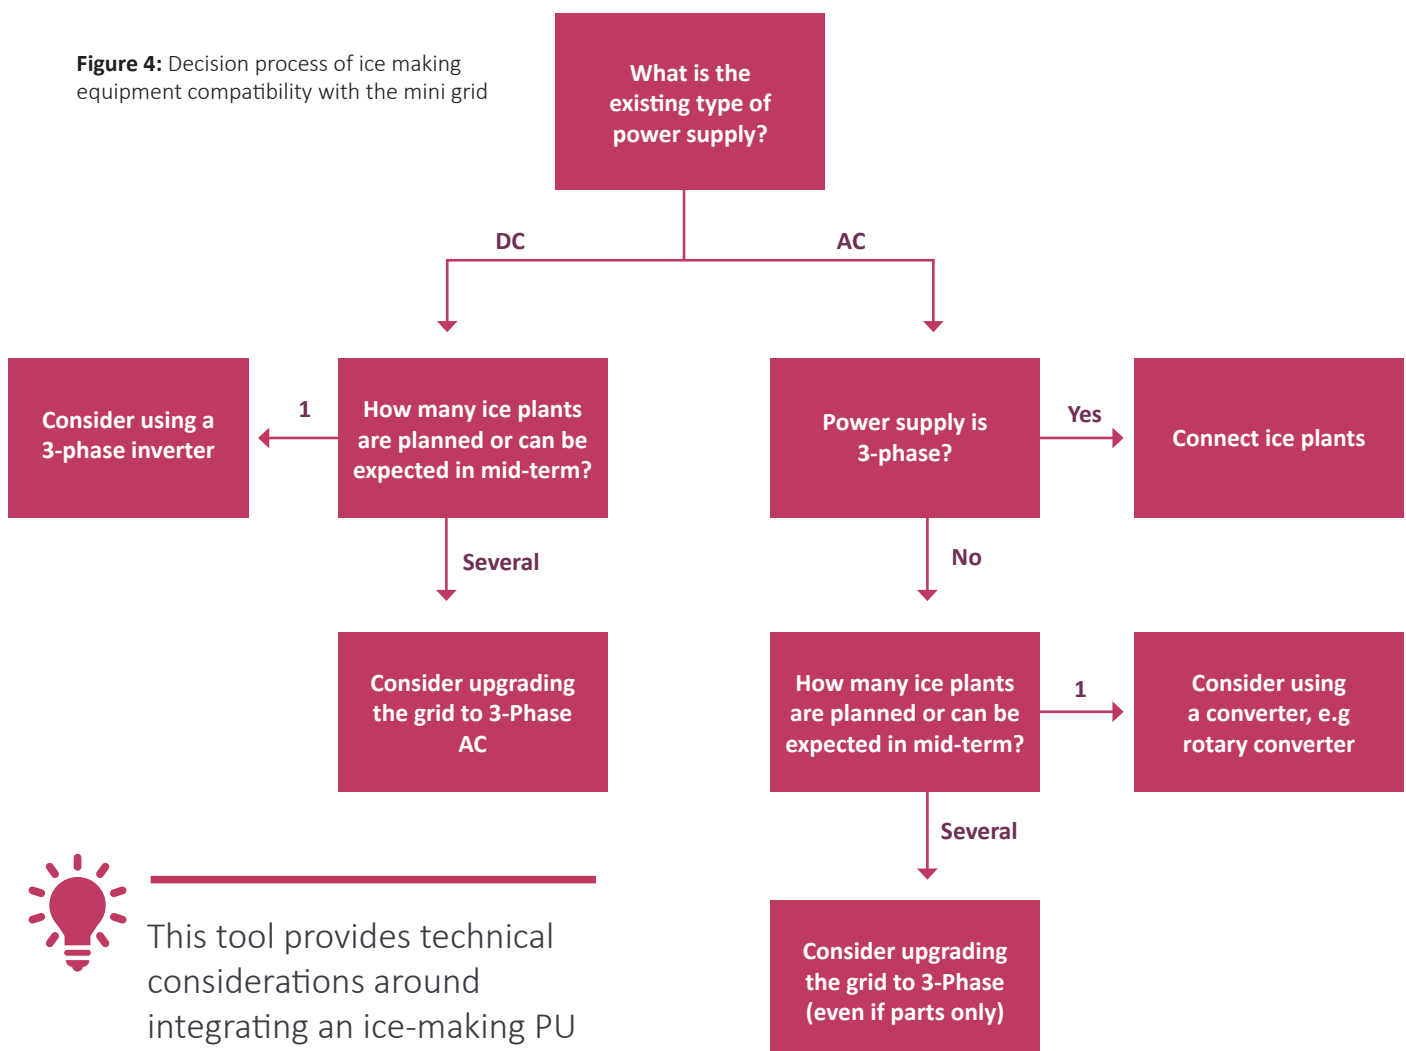 Figure 4: Decision process of ice making
equipment compatibility with the mini grid
What is the
existing type of
power supply?
DC
AC
Consider using a
3-phase inverter
1
How many ice plants
are planned or can be
expected in mid-term?
Power supply is
3-phase?
Yes
Connect ice plants
Several
No
Consider upgrading
the grid to 3-Phase
AC
How many ice plants
are planned or can be
expected in mid-term?
1
Consider using
a converter, e.g
rotary converter
Several
Consider upgrading
the grid to 3-Phase
(even if parts only)
This tool provides technical
considerations around
integrating an ice-making PU